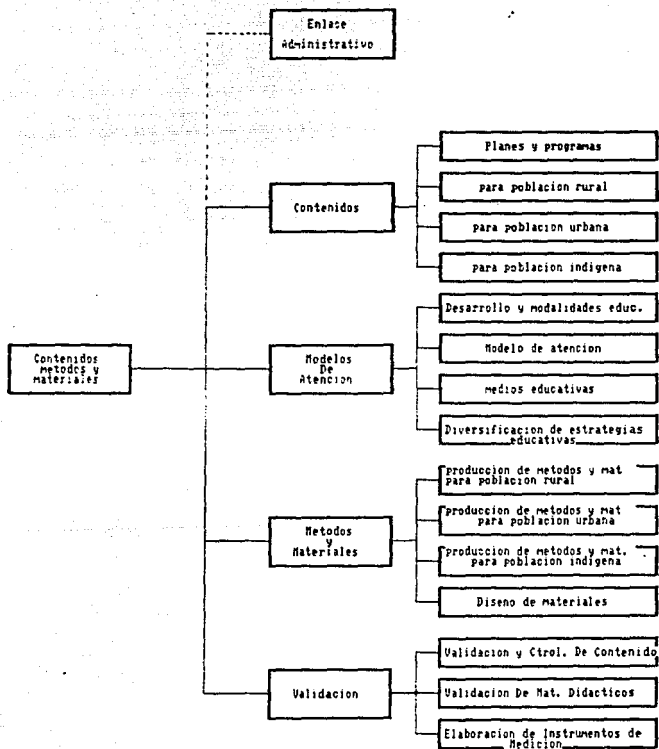 Enlace
Administrativo
Planes y programas
para poblacion rural
Contenidos
para poblacion urbana
para poblacion indigena
Desarrollo y modalidades educ.
Contenidos
metodos y
materiales
Modelos
De
Atencion
Modelo de atencion
medios educativas
Diversificacion de estrategias
educativas
produccion de metodos y mat
para poblacion rural
Metodos
y
Materiales
produccion de metodos y mat
para poblacion urbana
produccion de metodos y mat.
para poblacion indigena
Diseno de materiales
Validacion y Ctrol. De Contenido
Validacion
Validacion De Mat. Didacticos
Elaboracion de Instrumentos de
Medicion